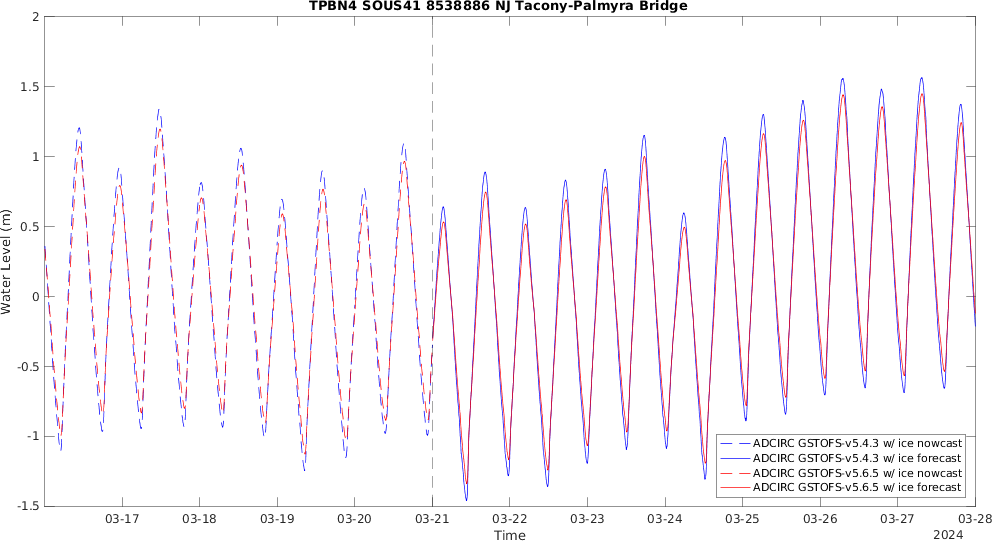 TPBN4 SOUS41 8538886 NJ Tacony-Palmyra Bridge
2
1.5
1
0.5
0
-0.5
-1
-1.5
Water Level (m)
ADCIRC GSTOFS-v5.4.3 w/ ice nowcast
ADCIRC GSTOFS-v5.4.3 w/ ice forecast
ADCIRC GSTOFS-v5.6.5 w/ ice nowcast
ADCIRC GSTOFS-v5.6.5 w/ ice forecast
03-17 03-18 03-19 03-20 03-21 03-22 03-23 03-24 03-25 03-26 03-27 03-28
Time
2024